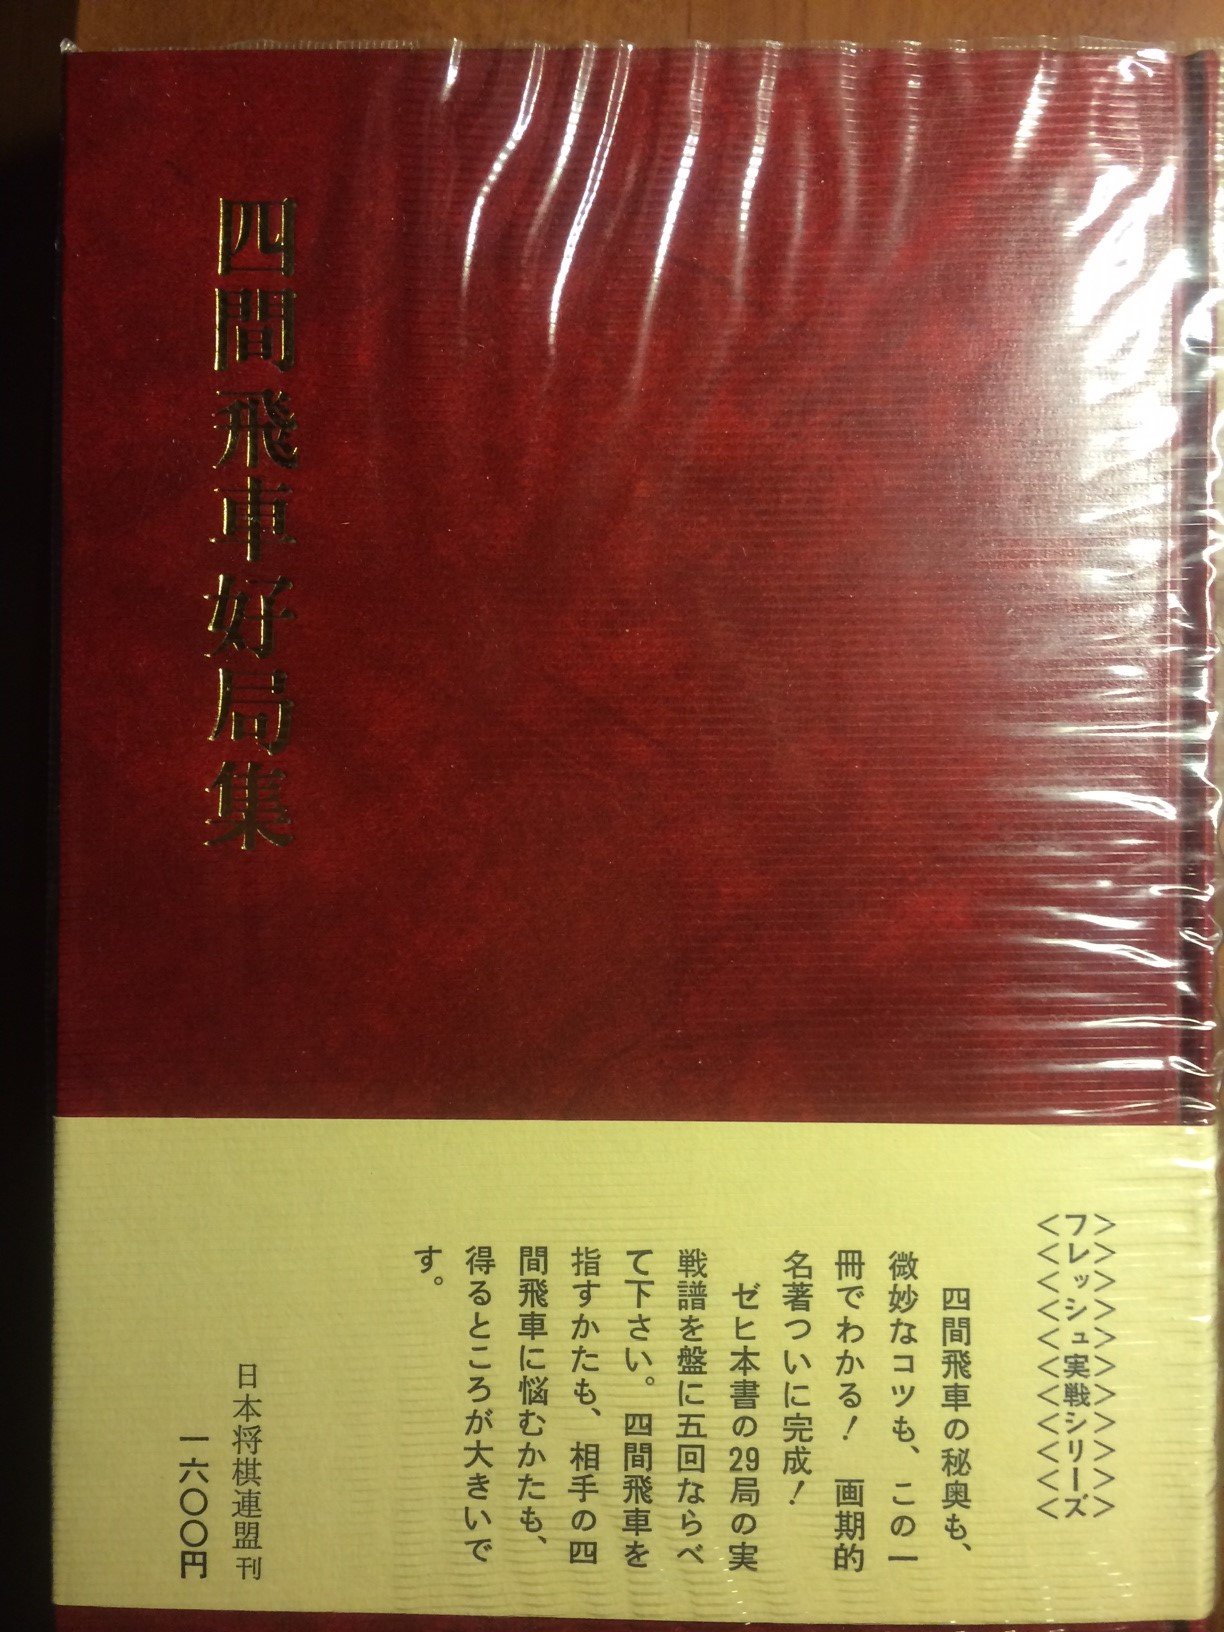 四間飛車好局集
<フレッシュ実戦シリーズ>
四間飛車の秘奥も、
微妙なコツも、この一
冊でわかる！ 画期的
名著ついに完成！
ゼヒ本書の29局の実
戦譜を盤に五回ならべ
て下さい。四間飛車を
指すかたも、相手の四
間飛車に悩むかたも、
得るところが大きいで
す。
日本将棋連盟刊
一六〇〇円